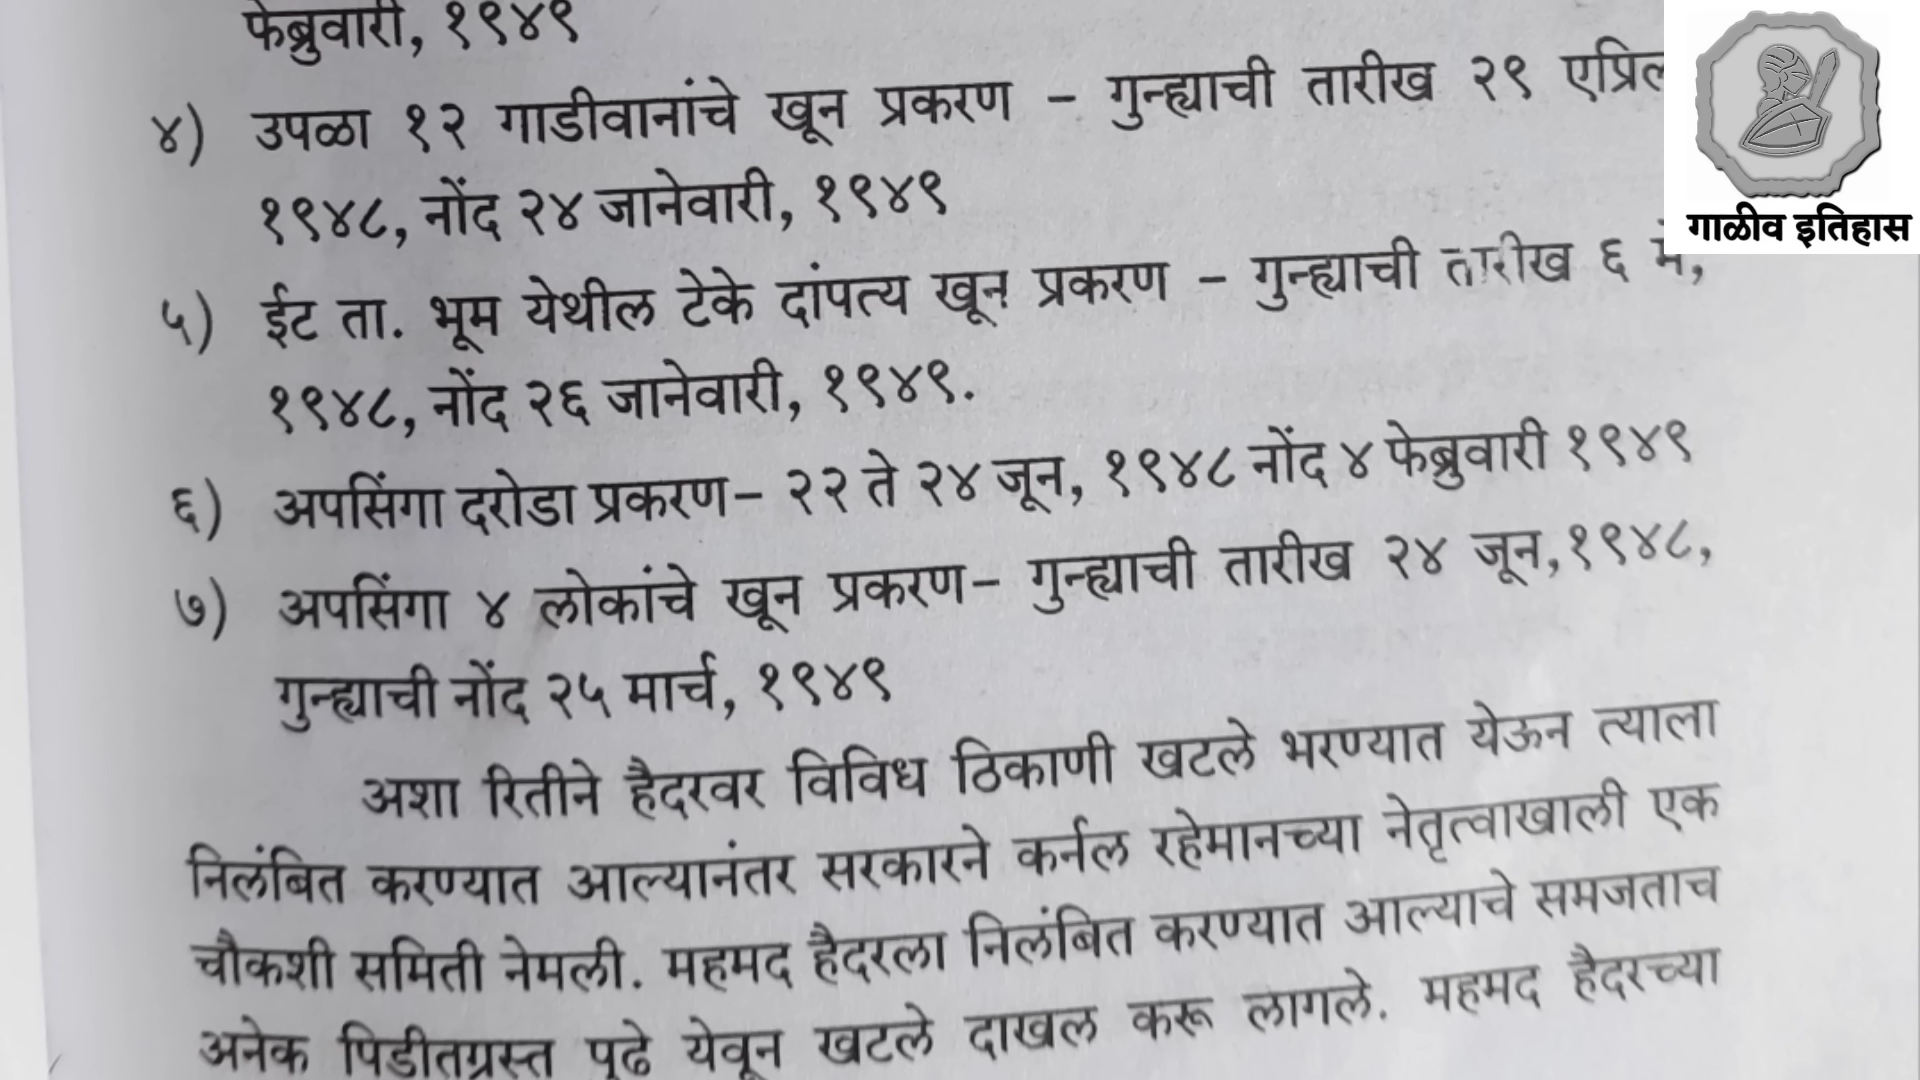 फेब्रुवारी, १९४९
४) उपळा १२ गाडीवानांचे खून प्रकरण – गुन्ह्याची तारीख २९ एप्रिल
१९४८, नोंद २४ जानेवारी, १९४९
५) ईट ता. भूम येथील टेके दांपत्य खून प्रकरण – गुन्ह्याची तारीख ६ मे,
१९४८, नोंद २६ जानेवारी, १९४९.
६) अपसिंगा दरोडा प्रकरण– २२ ते २४ जून, १९४८ नोंद ४ फेब्रुवारी १९४९
७) अपसिंगा ४ लोकांचे खून प्रकरण– गुन्ह्याची तारीख २४ जून,१९४८,
गुन्ह्याची नोंद २५ मार्च, १९४९
अशा रितीने हैदरवर विविध ठिकाणी खटले भरण्यात येऊन त्याला
निलंबित करण्यात आल्यानंतर सरकारने कर्नल रहेमानच्या नेतृत्वाखाली एक
चौकशी समिती नेमली. महमद हैदरला निलंबित करण्यात आल्याचे समजताच
अनेक पिडीतग्रस्त पुढे येवून खटले दाखल करू लागले. महमद हैदरच्या
गाळीव इतिहास